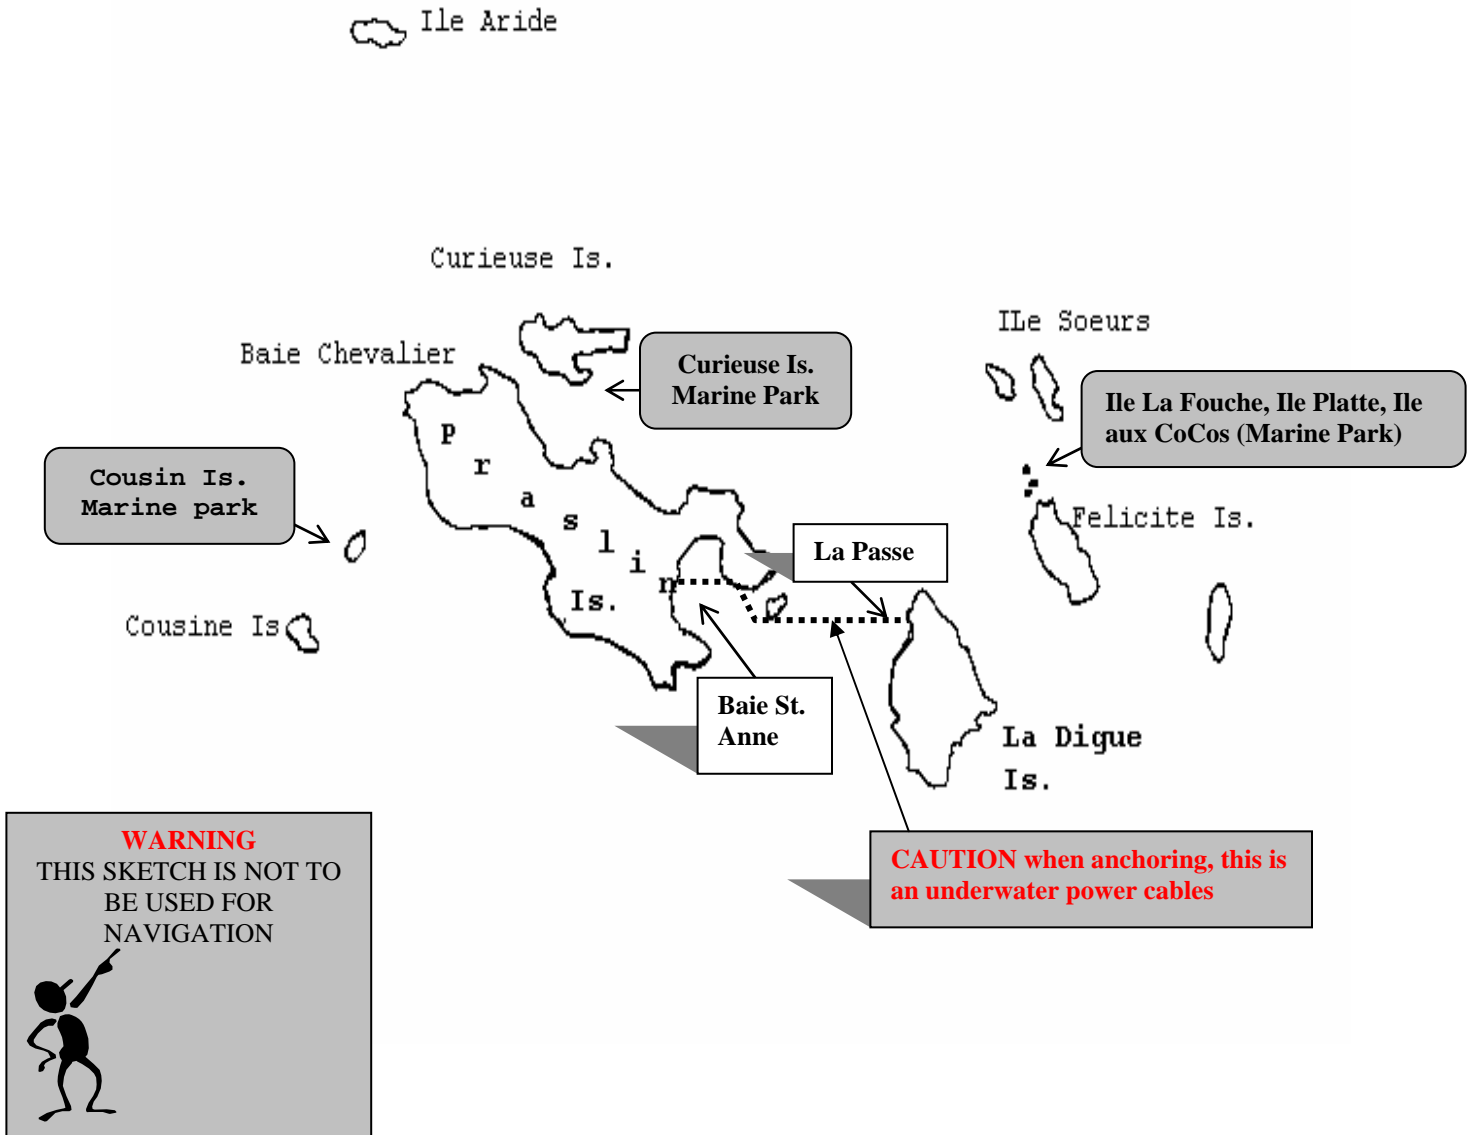 Ile Aride
Curieuse Is.
ILe Soeurs
Baie Chevalier
Curieuse Is.
Marine Park
Ile La Fouche, Ile Platte, Ile
aux CoCos (Marine Park)
Cousin Is.
Marine park
Praslin
Is.
Felicite Is.
La Passe
Cousine Is
Baie St.
Anne
La Digue
Is.
WARNING
THIS SKETCH IS NOT TO
BE USED FOR
NAVIGATION
CAUTION when anchoring, this is
an underwater power cables